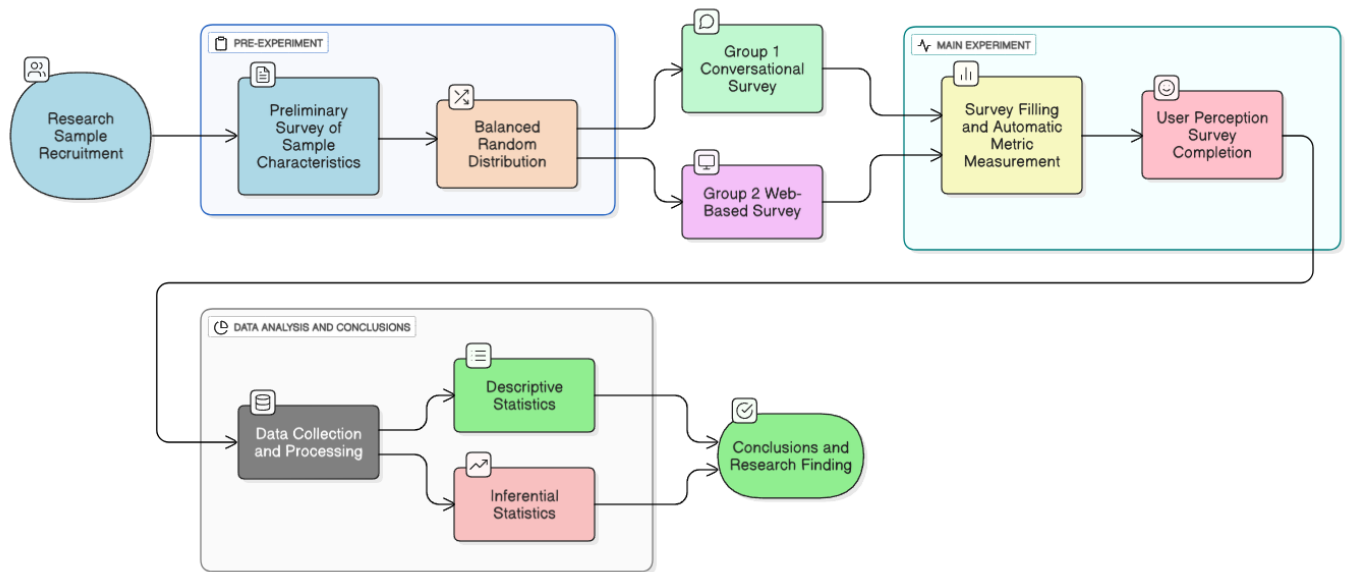 PRE-EXPERIMENT
Research
Sample
Recruitment
Preliminary
Survey of
Sample
Characteristics
Balanced
Random
Distribution
Group 1
Conversational
Survey
Group 2 Web-
Based Survey
MAIN EXPERIMENT
Survey Filling
and Automatic
Metric
Measurement
User Perception
Survey
Completion
DATA ANALYSIS AND CONCLUSIONS
Data Collection
and Processing
Descriptive
Statistics
Inferential
Statistics
Conclusions and
Research Finding